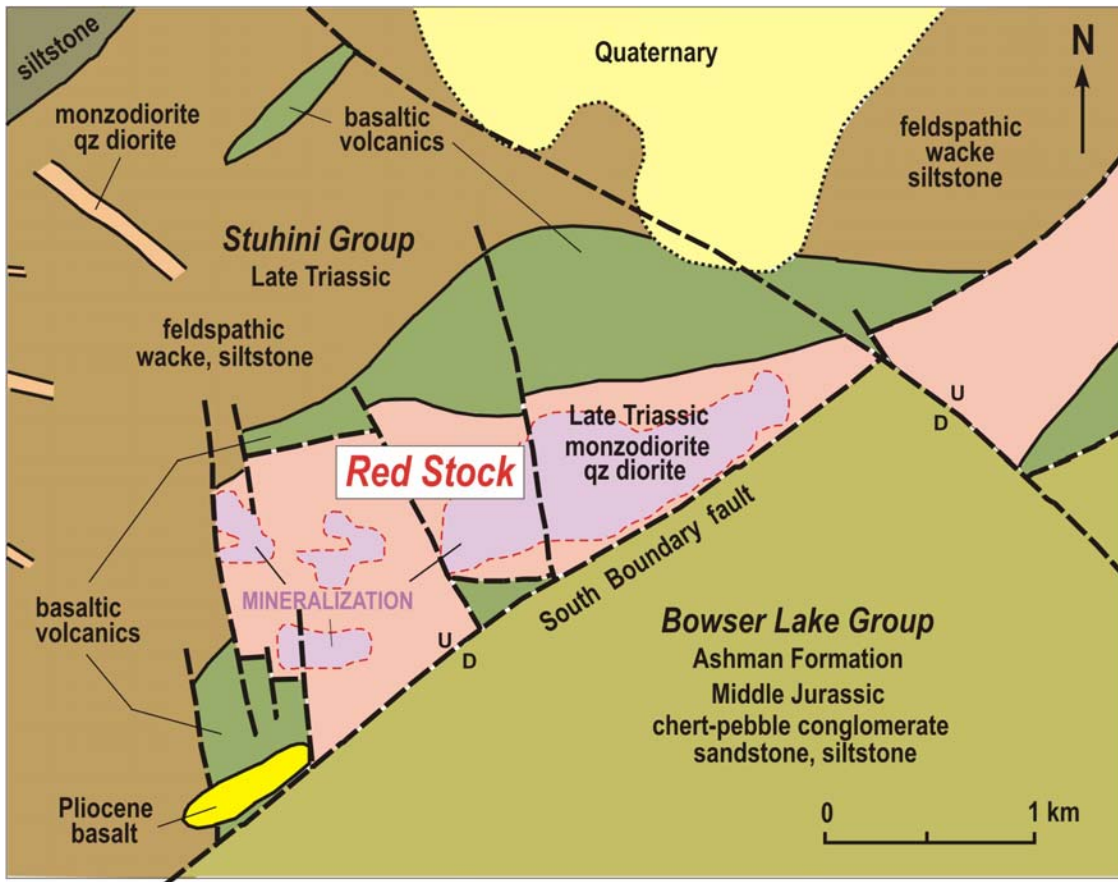 siltstone
monzodiorite
qz diorite
basaltic
volcanics
Quaternary
N
feldspathic
wacke
siltstone
Stuhini Group
Late Triassic
feldspathic
wacke, siltstone
Late Triassic
monzodiorite
qz diorite
Red Stock
U
D
MINERALIZATION
South Boundary fault
basaltic
volcanics
U
D
Bowser Lake Group
Ashman Formation
Middle Jurassic
chert-pebble conglomerate
sandstone, siltstone
Pliocene
basalt
0 1 km